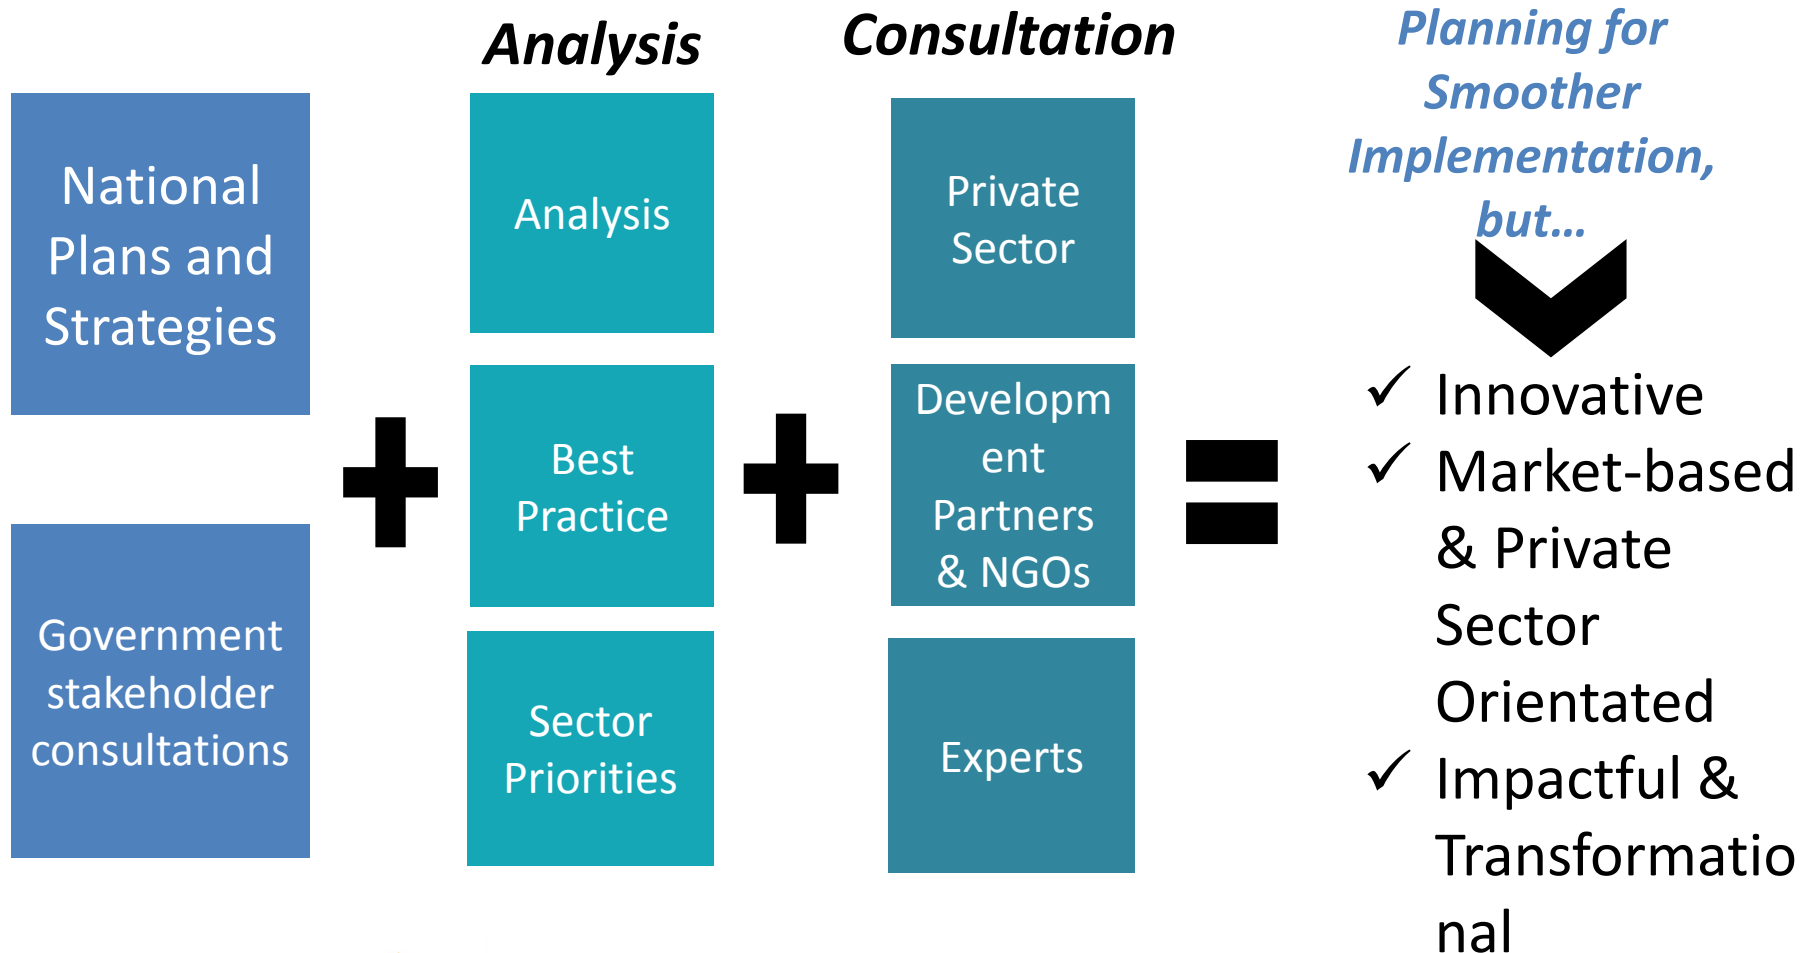 Analysis
Consultation
Planning for
Smoother
Implementation,
but...
National
Plans and
Strategies
Government
stakeholder
consultations
Analysis
Best
Practice
Sector
Priorities
Private
Sector
Developm
ent
Partners
& NGOs
Experts
✓ Innovative
✓ Market-based
& Private
Sector
Orientated
✓ Impactful &
Transformatio
nal